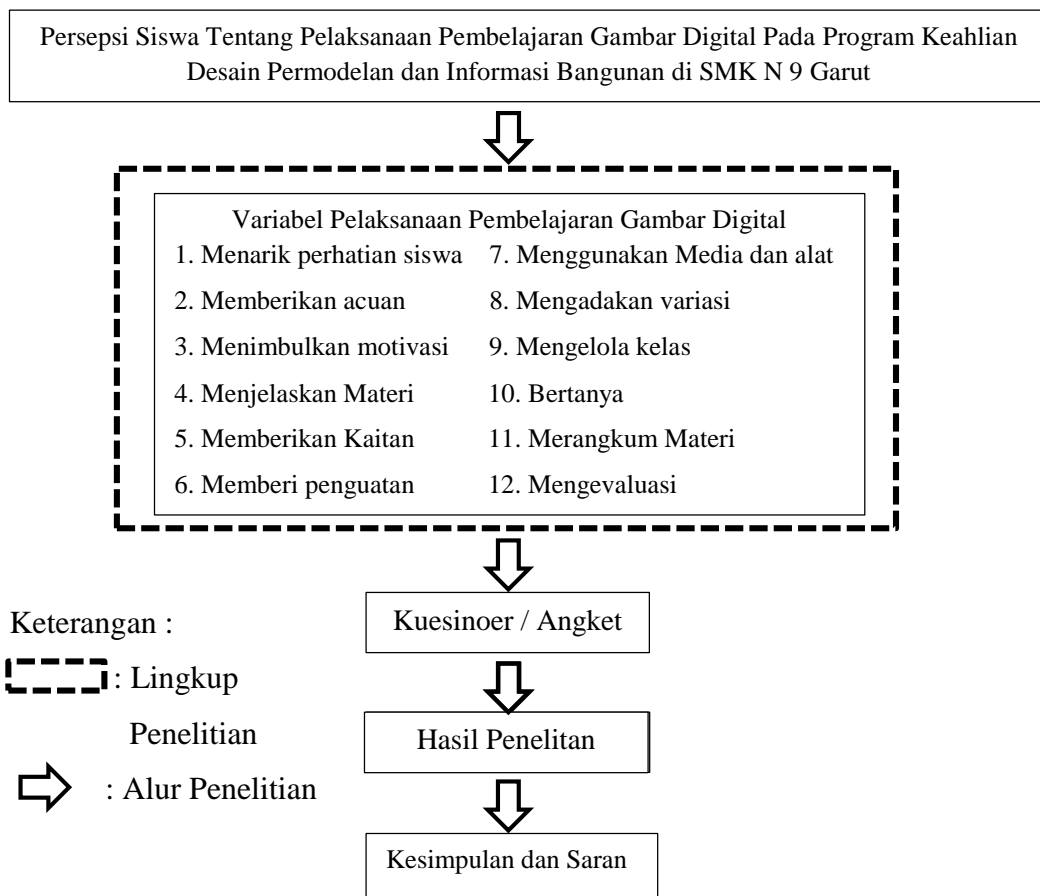 Persepsi Siswa Tentang Pelaksanaan Pembelajaran Gambar Digital Pada Program Keahlian
Desain Permodelan dan Informasi Bangunan di SMK N 9 Garut
Variabel Pelaksanaan Pembelajaran Gambar Digital
1. Menarik perhatian siswa
2. Memberikan acuan
3. Menimbulkan motivasi
4. Menjelaskan Materi
5. Memberikan Kaitan
6. Memberi penguatan
7. Menggunakan Media dan alat
8. Mengadakan variasi
9. Mengelola kelas
10. Bertanya
11. Merangkum Materi
12. Mengevaluasi
Kuesinoer / Angket
Hasil Penelitan
Kesimpulan dan Saran
Keterangan :
: Lingkup
Penelitian
: Alur Penelitian